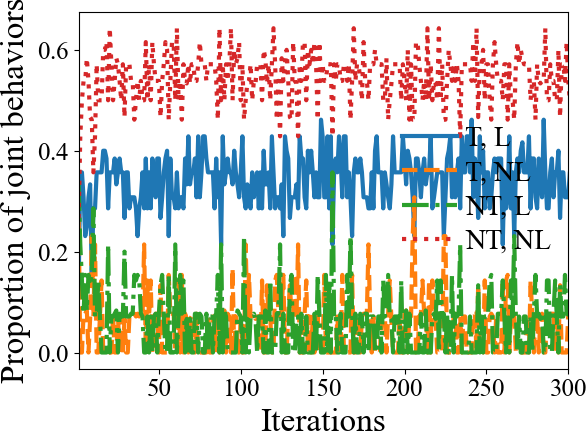 Proportion of joint behaviors
0.6
0.4
0.2
0.0
T, L
T, NL
NT, L
NT, NL
50
100
150
200
250
300
Iterations